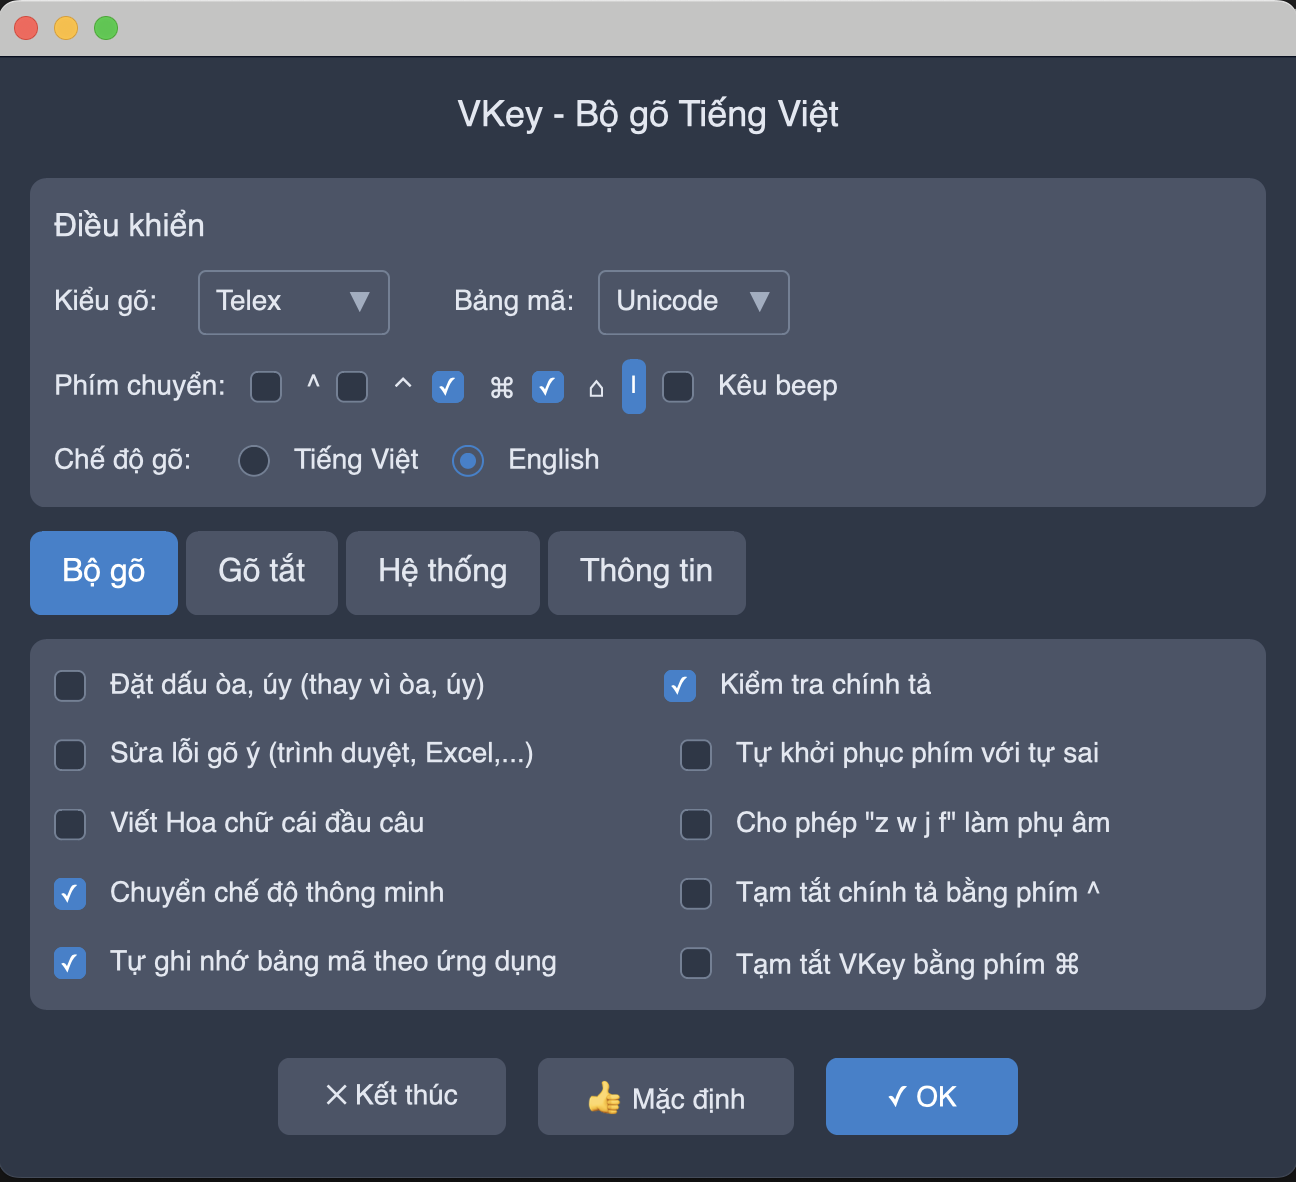 VKey - Bộ gõ Tiếng Việt
Điều khiển
Kiểu gõ: Telex ▼ Bảng mã: Unicode ▼
Phím chuyển: ^ ⌃ ✓ ⌘ ✓ ⌂ I Kêu beep
Chế độ gõ: Tiếng Việt English
Bộ gõ Gõ tắt Hệ thống Thông tin
Đặt dấu òa, úy (thay vì òa, úy) ✓ Kiểm tra chính tả
Sửa lỗi gõ ý (trình duyệt, Excel,...) Tự khởi phục phím với tự sai
Viết Hoa chữ cái đầu câu Cho phép "z w j f" làm phụ âm
✓ Chuyển chế độ thông minh Tạm tắt chính tả bằng phím ^
✓ Tự ghi nhớ bảng mã theo ứng dụng Tạm tắt VKey bằng phím ⌘
✕ Kết thúc 👍 Mặc định ✓ OK